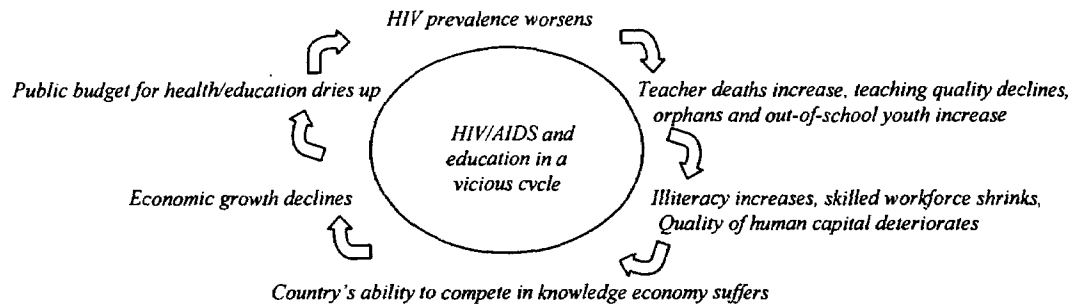 HIV prevalence worsens
Public budget for health/education dries up
Teacher deaths increase, teaching quality declines,
orphans and out-of-school youth increase
HIV/AIDS and
education in a
vicious cycle
Economic growth declines
Illiteracy increases, skilled workforce shrinks,
Quality of human capital deteriorates
Country's ability to compete in knowledge economy suffers